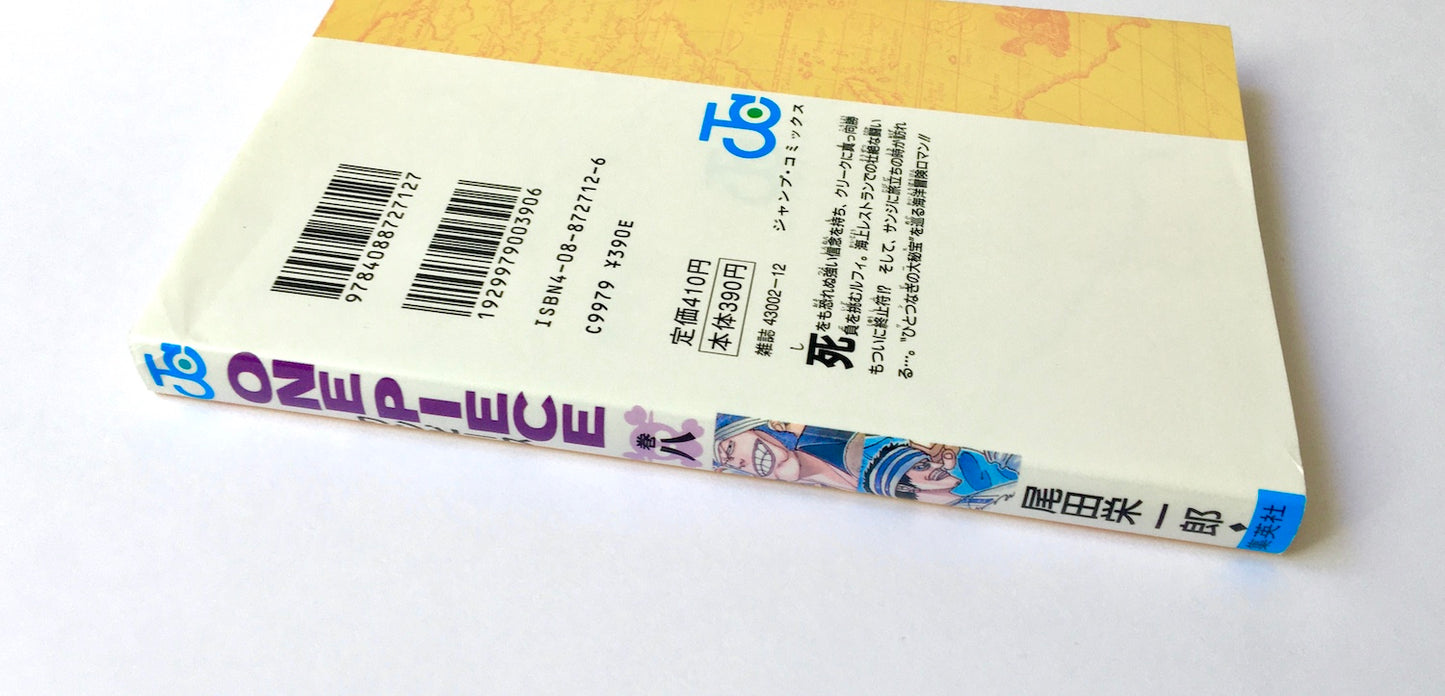 9784088727127
1929979003906
ISBN4-08-872712-6
C9979 ¥390E
定価410円
本体390円
雑誌 43002-12
ジャンプ・コミックス
死をも恐れぬ強い信念を持ち、クリークに真っ向勝
負を挑むルフィ。海上レストランでの壮絶な闘い
もついに終止符!? そして、サンジに旅立ちの時が訪れ
る…。"ひとつなぎの大秘宝"を巡る海洋冒険ロマン!!
JC
ONE PIECE
巻八
尾田栄一郎
集英社